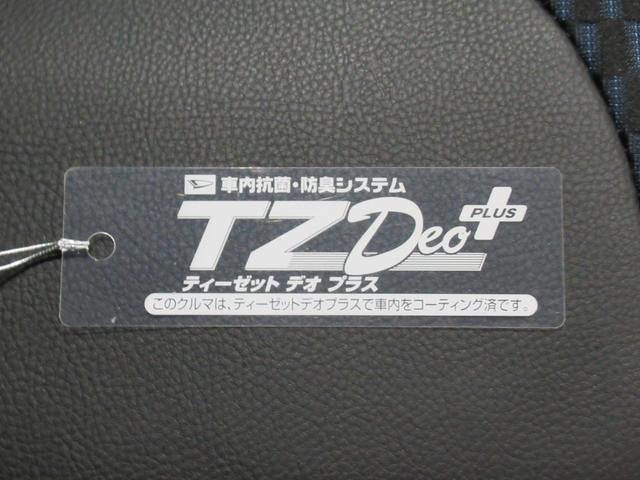 車内抗菌・防臭システム
TZ Deo PLUS
ティーゼット デオ プラス
このクルマは、ティーゼットデオプラスで車内をコーティング済です。